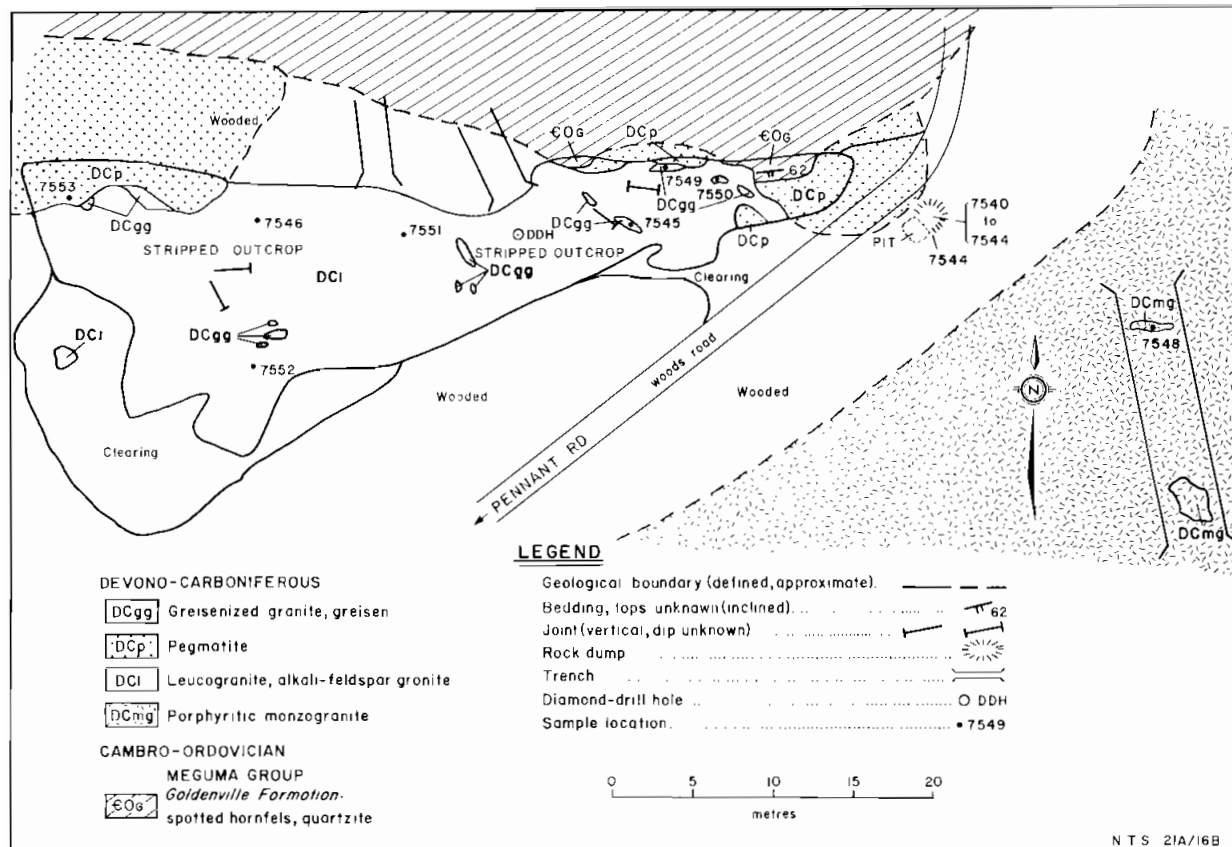 Wooded
ЄOG
DCp
ЄOG
62
7553
DCp
DCgg
7546
7551
7549
DCgg
7550
DCgg
7545
DCp
DCp
STRIPPED OUTCROP
DDH
STRIPPED OUTCROP
DCl
DCgg
Clearing
PIT
7540
to
7544
7544
DCmg
7548
DCl
DCgg
7552
Clearing
Wooded
woods road
Wooded
N
PENNANT RD
DCmg
LEGEND
DEVONO-CARBONIFEROUS
DCgg Greisenized granite, greisen
DCp Pegmatite
DCl Leucogranite, alkali-feldspar gronite
DCmg Porphyritic monzogranite
CAMBRO-ORDOVICIAN
MEGUMA GROUP
ЄOG Goldenville Formation-
spotted hornfels, quartzite
Geological boundary (defined, approximate).
Bedding, tops unknown (inclined) 62
Joint (vertical, dip unknown)
Rock dump
Trench
Diamond-drill hole DDH
Sample location. 7549
0 5 10 15 20
metres
NTS 21A/16B